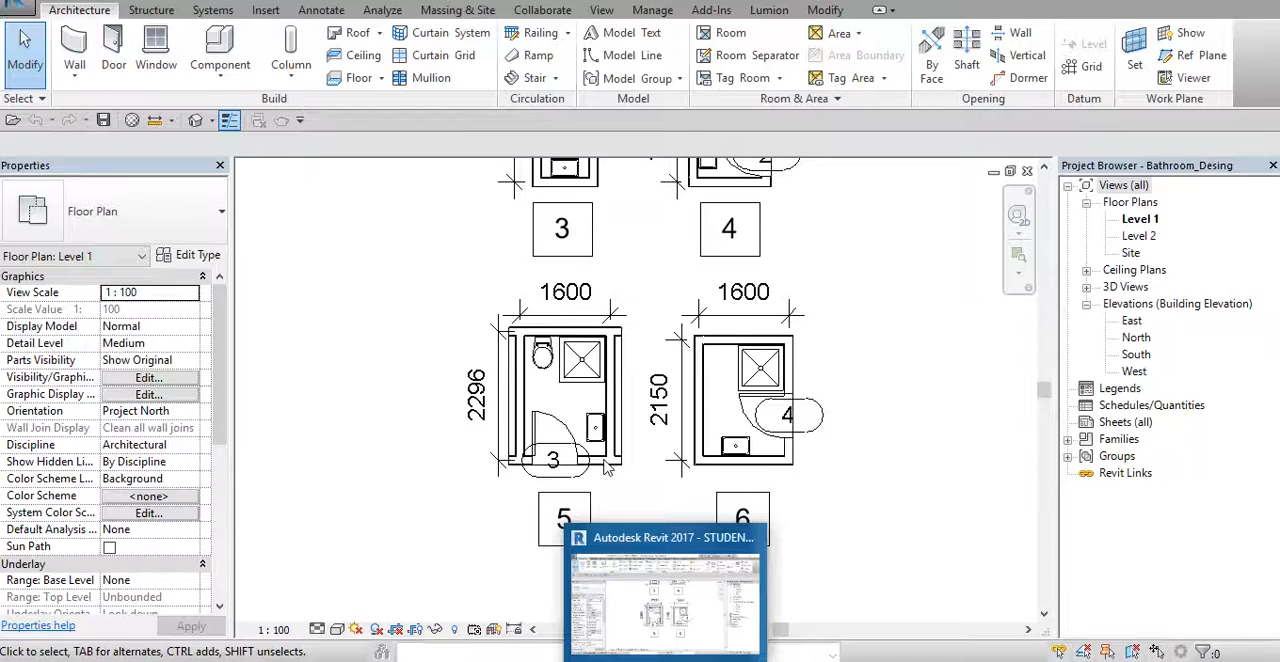 Architecture Structure Systems Insert Annotate Analyze Massing & Site Collaborate View Manage Add-Ins Lumion Modify
Modify Wall Door Window Component Column
Roof Curtain System
Ceiling Curtain Grid
Floor Mullion
Railing
Ramp
Stair
Model Text
Model Line
Model Group
Room Area
Room Separator Area Boundary
Tag Room Tag Area
By Face Shaft
Wall
Vertical
Dormer
Level
Grid
Set
Show
Ref Plane
Viewer
Select Build Circulation Model Room & Area Opening Datum Work Plane
Properties
Floor Plan
Floor Plan: Level 1 Edit Type
Graphics
View Scale 1 : 100
Scale Value 1: 100
Display Model Normal
Detail Level Medium
Parts Visibility Show Original
Visibility/Graphi... Edit...
Graphic Display ... Edit...
Orientation Project North
Wall Join Display Clean all wall joins
Discipline Architectural
Show Hidden Li... By Discipline
Color Scheme L... Background
Color Scheme <none>
System Color Sc... Edit...
Default Analysis ... None
Sun Path
Underlay
Range: Base Level None
Range: Top Level Unbounded
Properties help Apply
3 4
1600 1600
2296 2150
3 4
5 6
Autodesk Revit 2017 - STUDEN...
1 : 100
Click to select, TAB for alternates, CTRL adds, SHIFT unselects.
:0
Project Browser - Bathroom_Desing
Views (all)
Floor Plans
Level 1
Level 2
Site
Ceiling Plans
3D Views
Elevations (Building Elevation)
East
North
South
West
Legends
Schedules/Quantities
Sheets (all)
Families
Groups
Revit Links
2D